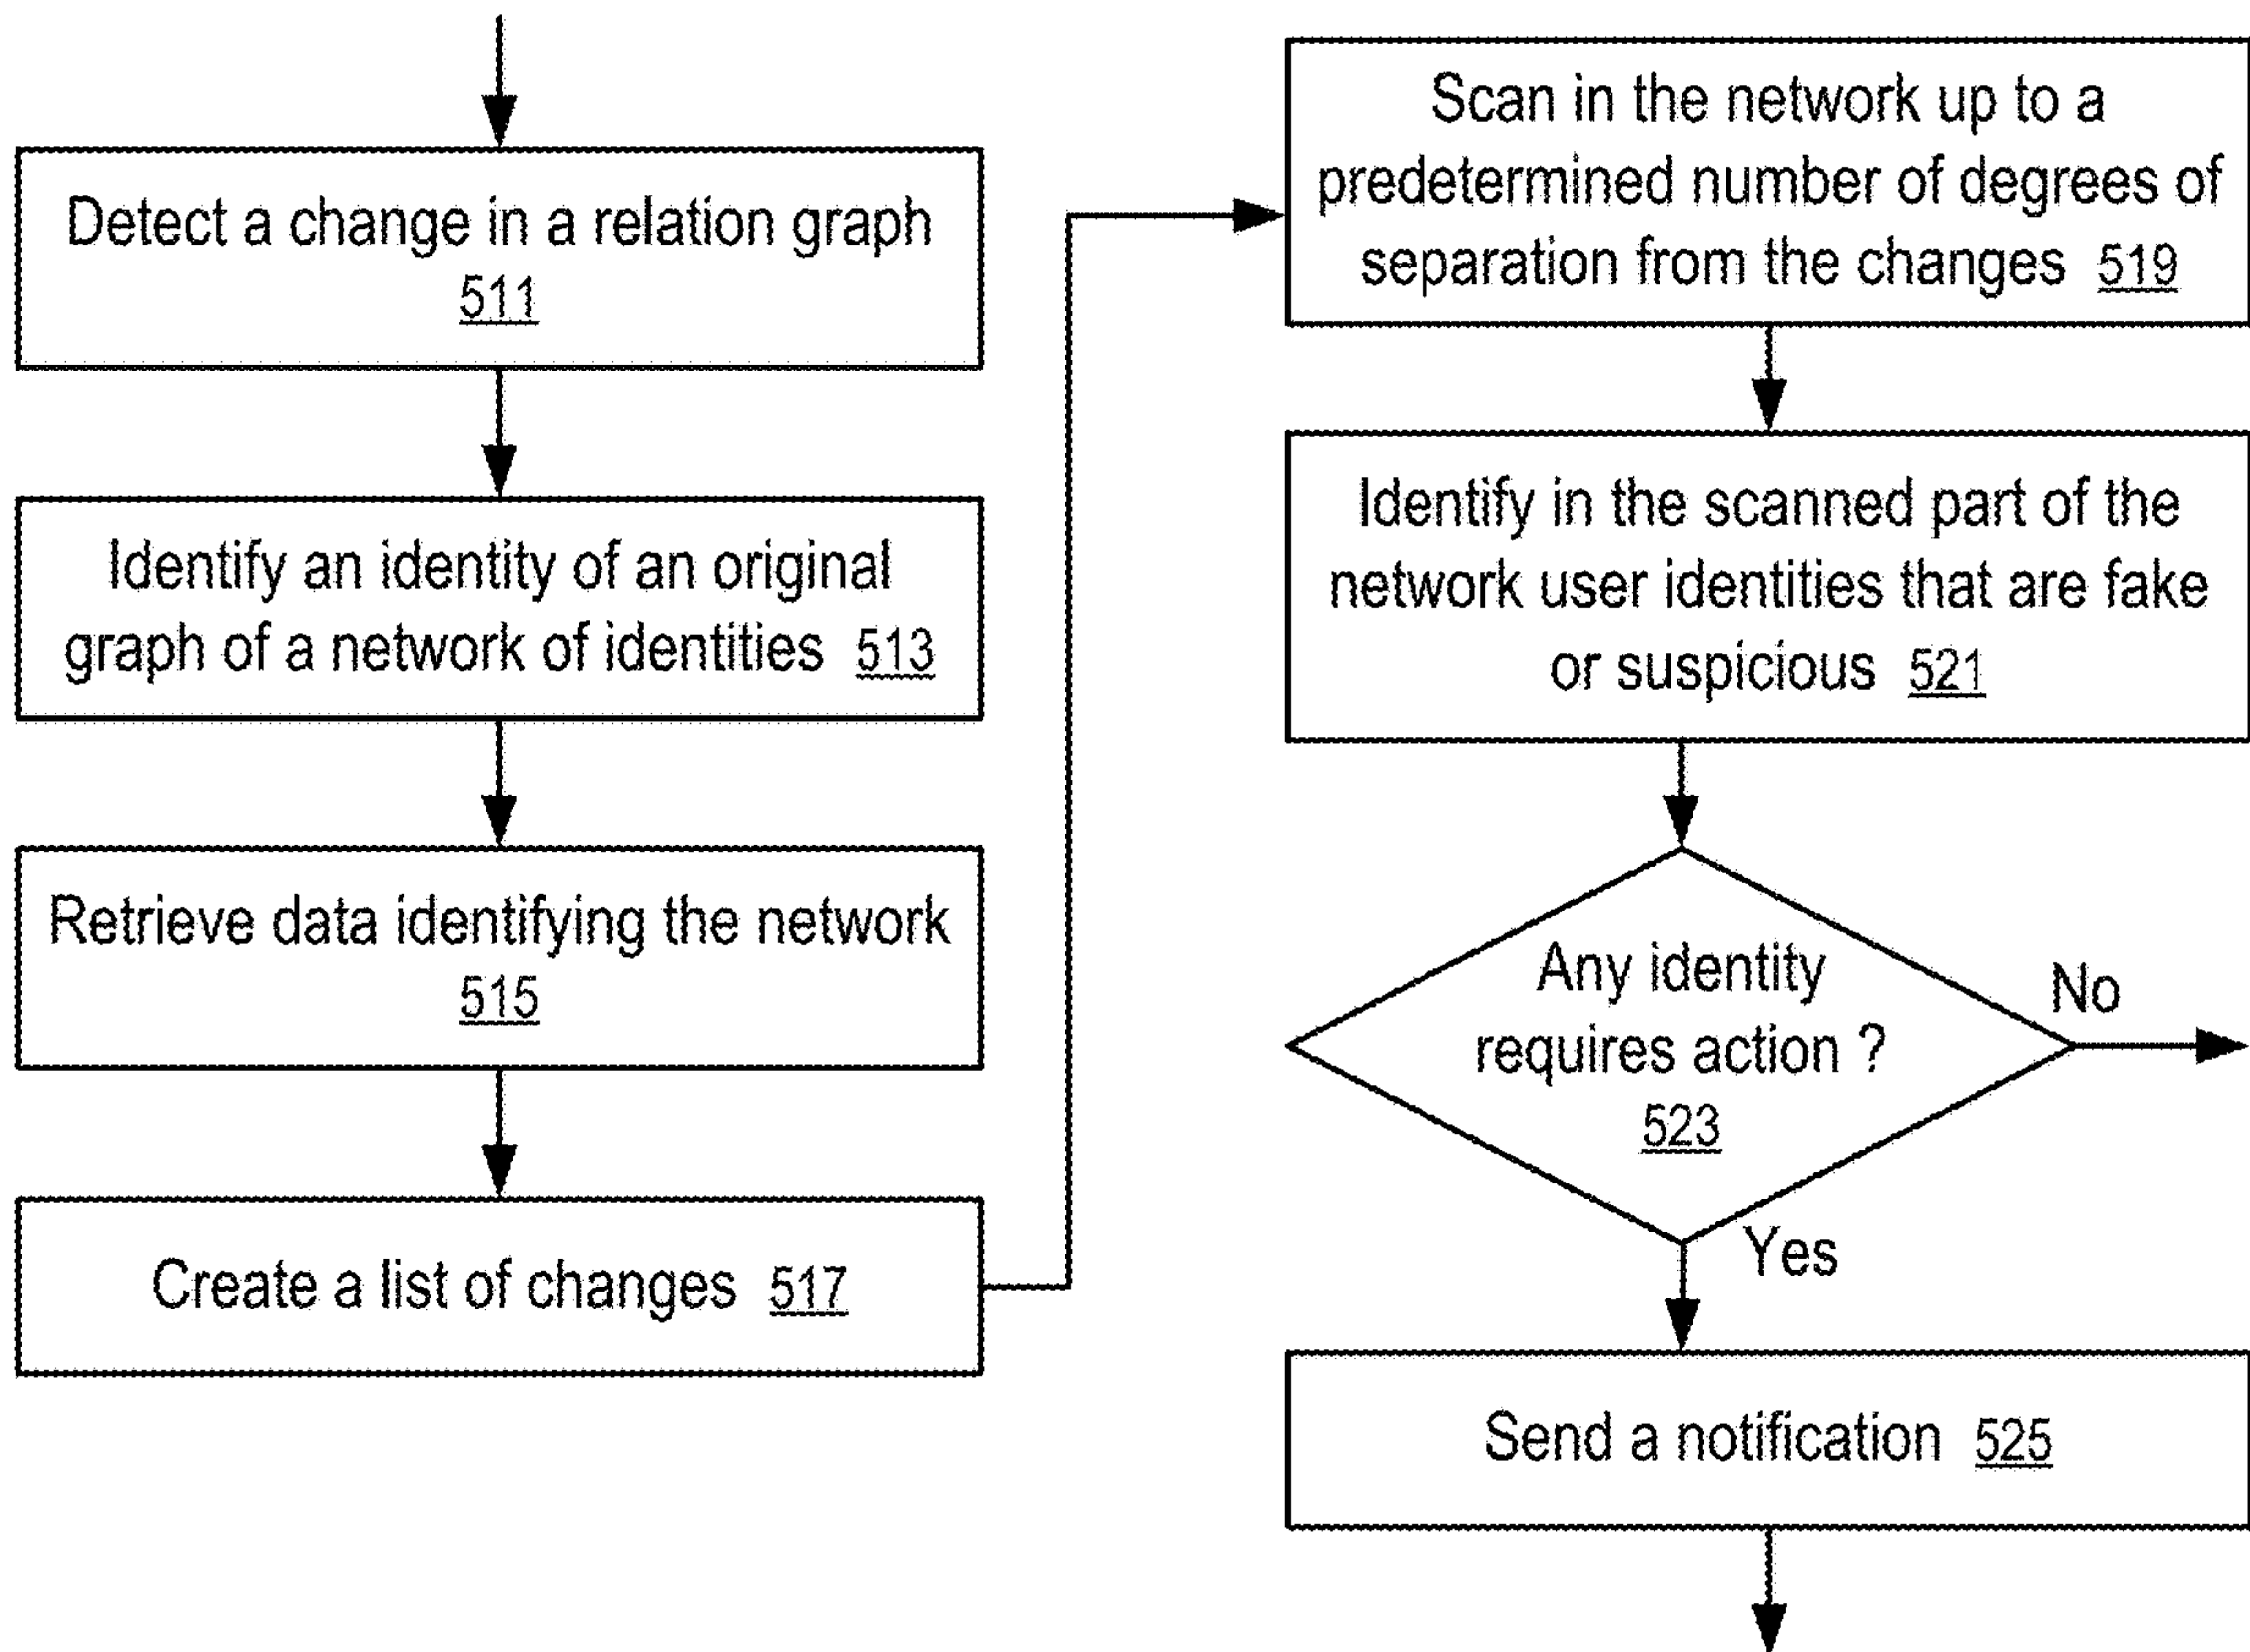 Detect a change in a relation graph
511
Identify an identity of an original
graph of a network of identities 513
Retrieve data identifying the network
515
Create a list of changes 517
Scan in the network up to a
predetermined number of degrees of
separation from the changes 519
Identify in the scanned part of the
network user identities that are fake
or suspicious 521
Any identity
requires action ?
523
No
Yes
Send a notification 525